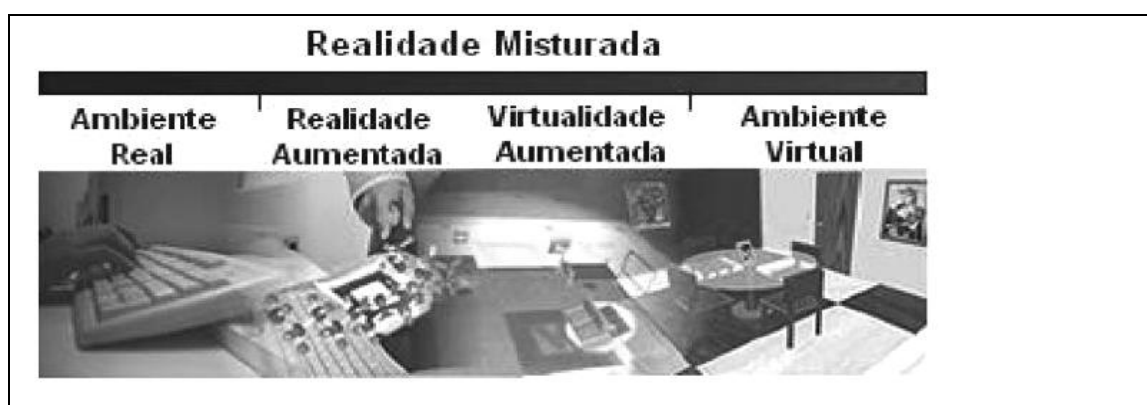 Realidade Misturada
Ambiente Real
Realidade Aumentada
Virtualidade Aumentada
Ambiente Virtual